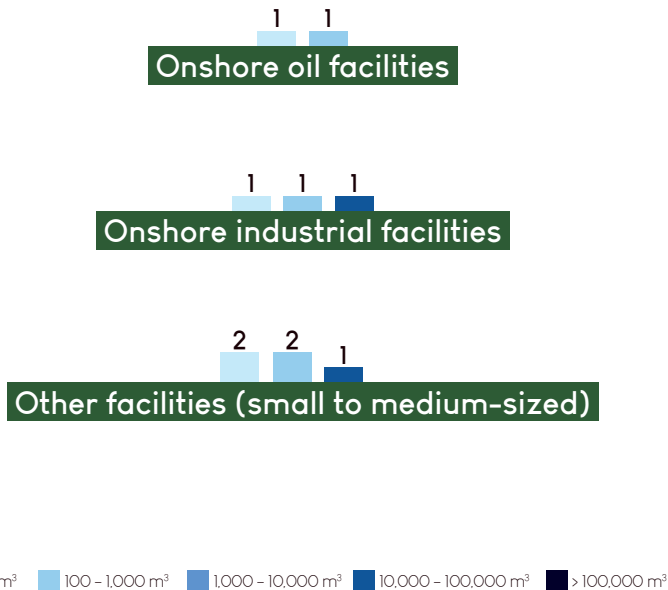 1 1
Onshore oil facilities
1 1 1
Onshore industrial facilities
2 2 1
Other facilities (small to medium-sized)
m³ 100 – 1,000 m³ 1,000 – 10,000 m³ 10,000 – 100,000 m³ > 100,000 m³